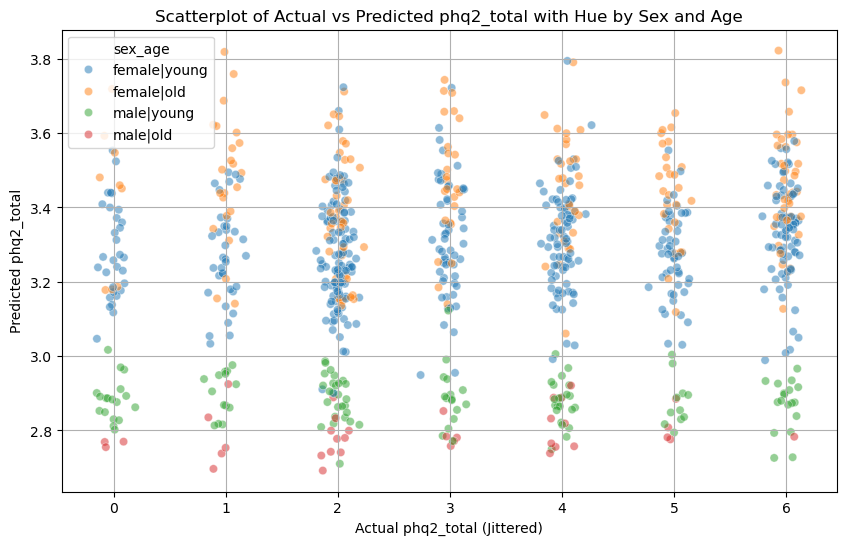 Scatterplot of Actual vs Predicted phq2_total with Hue by Sex and Age
sex_age
female|young
female|old
male|young
male|old
Predicted phq2_total
3.8
3.6
3.4
3.2
3.0
2.8
0 1 2 3 4 5 6
Actual phq2_total (Jittered)